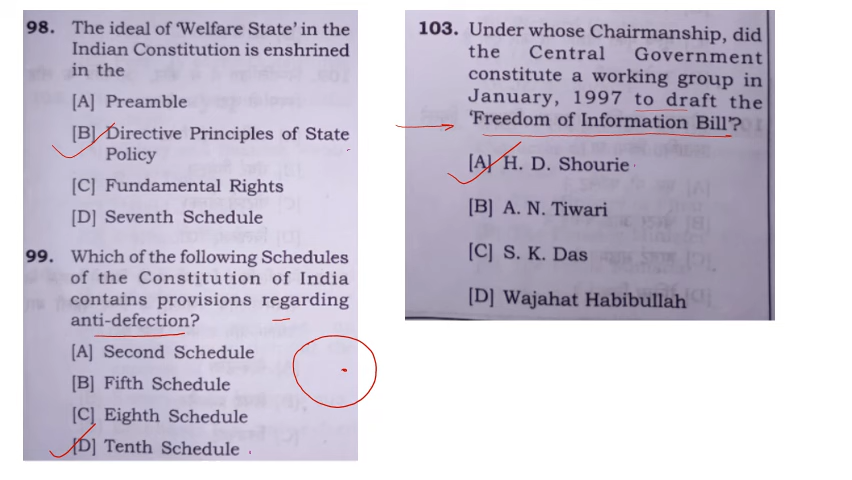 98. The ideal of 'Welfare State' in the
Indian Constitution is enshrined
in the
[A] Preamble
[B] Directive Principles of State
Policy
[C] Fundamental Rights
[D] Seventh Schedule
99. Which of the following Schedules
of the Constitution of India
contains provisions regarding
anti-defection?
[A] Second Schedule
[B] Fifth Schedule
[C] Eighth Schedule
[D] Tenth Schedule
103. Under whose Chairmanship, did
the Central Government
constitute a working group in
January, 1997 to draft the
'Freedom of Information Bill'?
[A] H. D. Shourie
[B] A. N. Tiwari
[C] S. K. Das
[D] Wajahat Habibullah